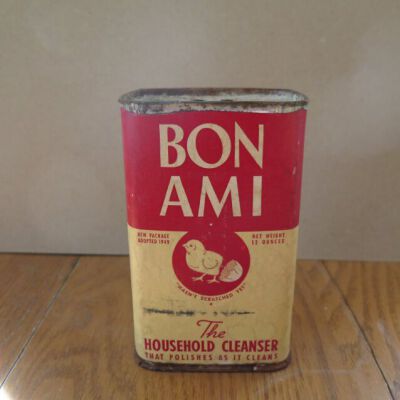 BON
AMI
NEW PACKAGE
ADOPTED 1949
NET WEIGHT
12 OUNCES
"HASN'T SCRATCHED YET"
The
HOUSEHOLD CLEANSER
THAT POLISHES AS IT CLEANS